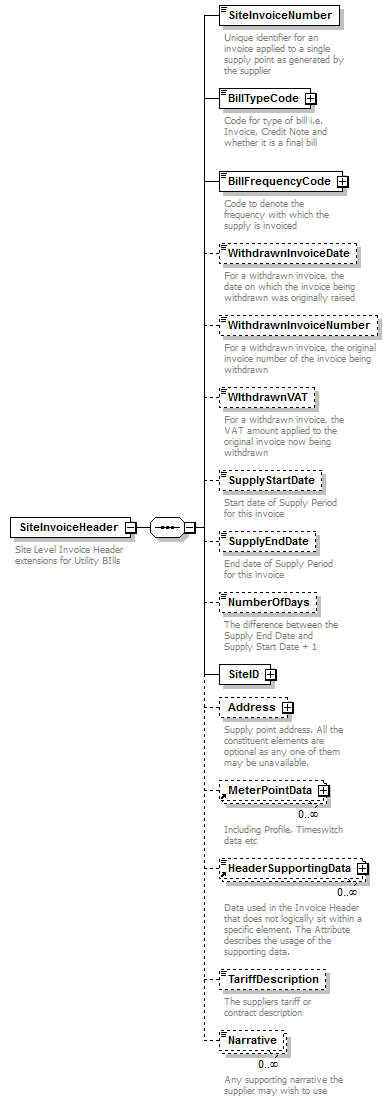 SiteInvoiceNumber
Unique identifier for an
invoice applied to a single
supply point as generated by
the supplier
BillTypeCode
Code for type of bill i.e.
Invoice, Credit Note and
whether it is a final bill
BillFrequencyCode
Code to denote the
frequency with which the
supply is invoiced
WithdrawnInvoiceDate
For a withdrawn invoice, the
date on which the invoice being
withdrawn was originally raised
WithdrawnInvoiceNumber
For a withdrawn invoice, the original
invoice number of the invoice being
withdrawn
WIthdrawnVAT
For a withdrawn invoice, the
VAT amount applied to the
original invoice now being
withdrawn
SupplyStartDate
Start date of Supply Period
for this invoice
SiteInvoiceHeader
Site Level Invoice Header
extensions for Utility BIlls
SupplyEndDate
End date of Supply Period
for this invoice
NumberOfDays
The difference between the
Supply End Date and
Supply Start Date + 1
SiteID
Address
Supply point address. All the
constituent elements are
optional as any one of them
may be unavailable.
MeterPointData
0..∞
Including Profile, Timeswitch
data etc
HeaderSupportingData
0..∞
Data used in the Invoice Header
that does not logically sit within a
specific element. The Attribute
describes the usage of the
supporting data.
TariffDescription
The suppliers tariff or
contract description
Narrative
0..∞
Any supporting narrative the
supplier may wish to use